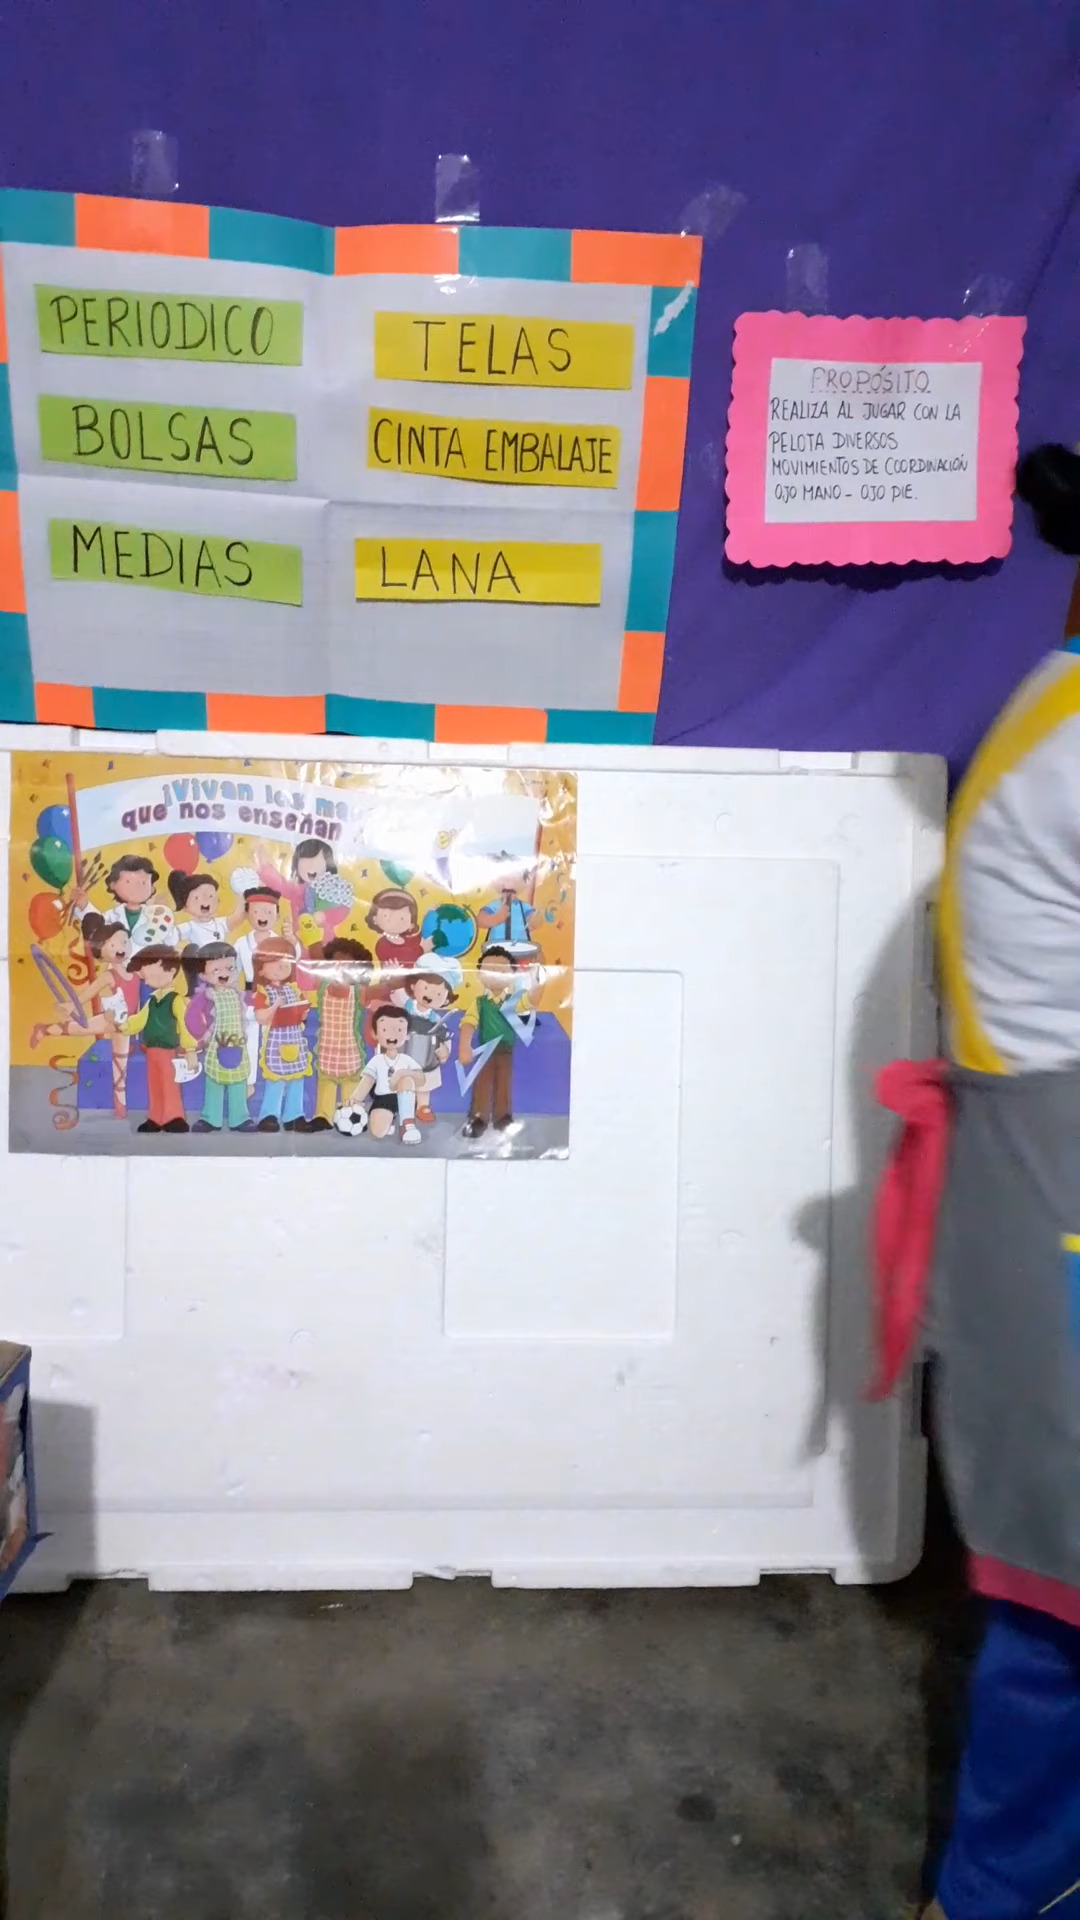 PERIODICO
TELAS
BOLSAS
CINTA EMBALAJE
MEDIAS
LANA
PROPÓSITO
REALIZA AL JUGAR CON LA
PELOTA DIVERSOS
MOVIMIENTOS DE COORDINACIÓN
OJO MANO - OJO PIE.
¡Vivan los
que nos enseñan